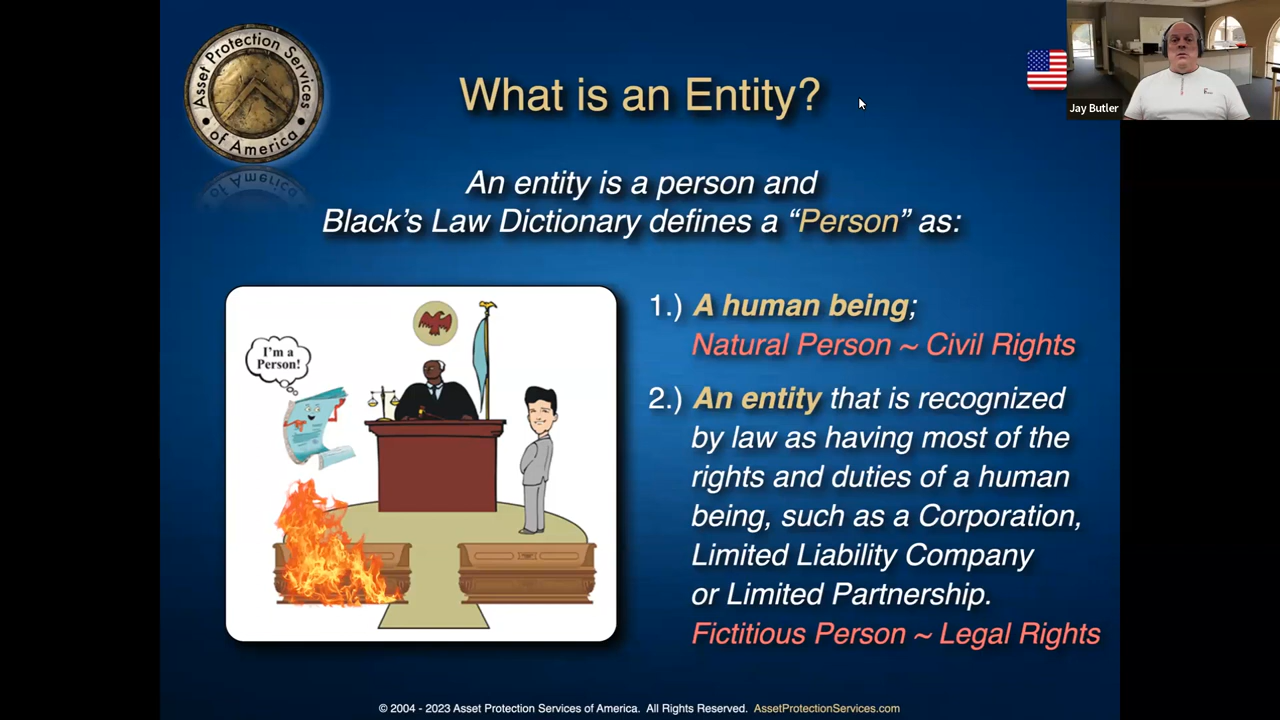 Asset Protection Services
of America
What is an Entity?
Jay Butler
An entity is a person and
Black's Law Dictionary defines a “Person” as:
I'm a
Person!
1.) A human being;
Natural Person ~ Civil Rights
2.) An entity that is recognized
by law as having most of the
rights and duties of a human
being, such as a Corporation,
Limited Liability Company
or Limited Partnership.
Fictitious Person ~ Legal Rights
© 2004 - 2023 Asset Protection Services of America. All Rights Reserved. AssetProtectionServices.com